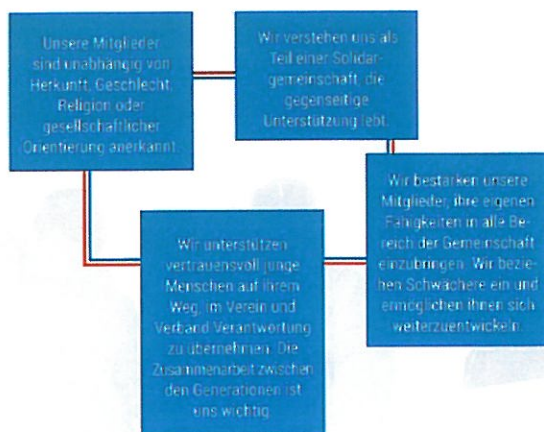 Unsere Mitglieder
sind unabhängig von
Herkunft, Geschlecht,
Religion oder
gesellschaftlicher
Orientierung anerkannt.
Wir verstehen uns als
Teil einer Solidar-
gemeinschaft, die
gegenseitige
Unterstützung lebt.
Wir bestärken unsere
Mitglieder, ihre eigenen
Fähigkeiten in alle Be-
reich der Gemeinschaft
einzubringen. Wir bezie-
hen Schwächere ein und
ermöglichen ihnen sich
weiterzuentwickeln.
Wir unterstützen
vertrauensvoll junge
Menschen auf ihrem
Weg, im Verein und
Verband Verantwortung
zu übernehmen. Die
Zusammenarbeit zwischen
den Generationen ist
uns wichtig.